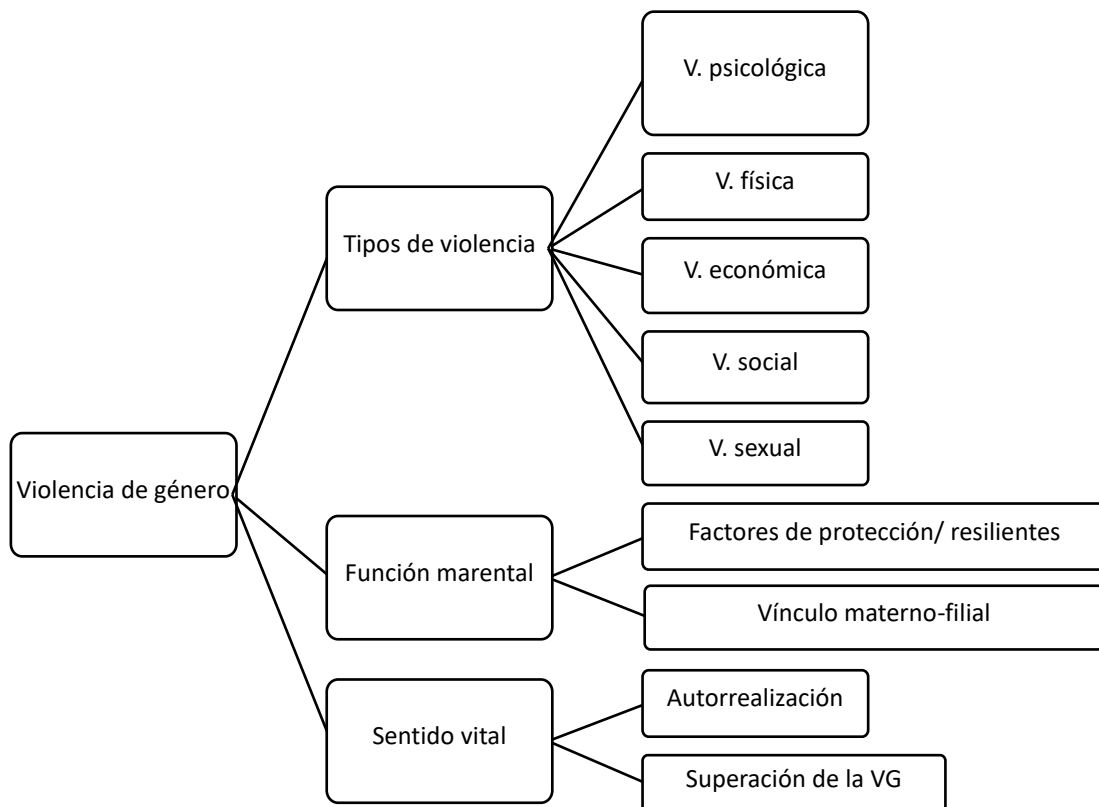 Violencia de género
Tipos de violencia
V. psicológica
V. física
V. económica
V. social
V. sexual
Función marental
Factores de protección/ resilientes
Vínculo materno-filial
Sentido vital
Autorrealización
Superación de la VG